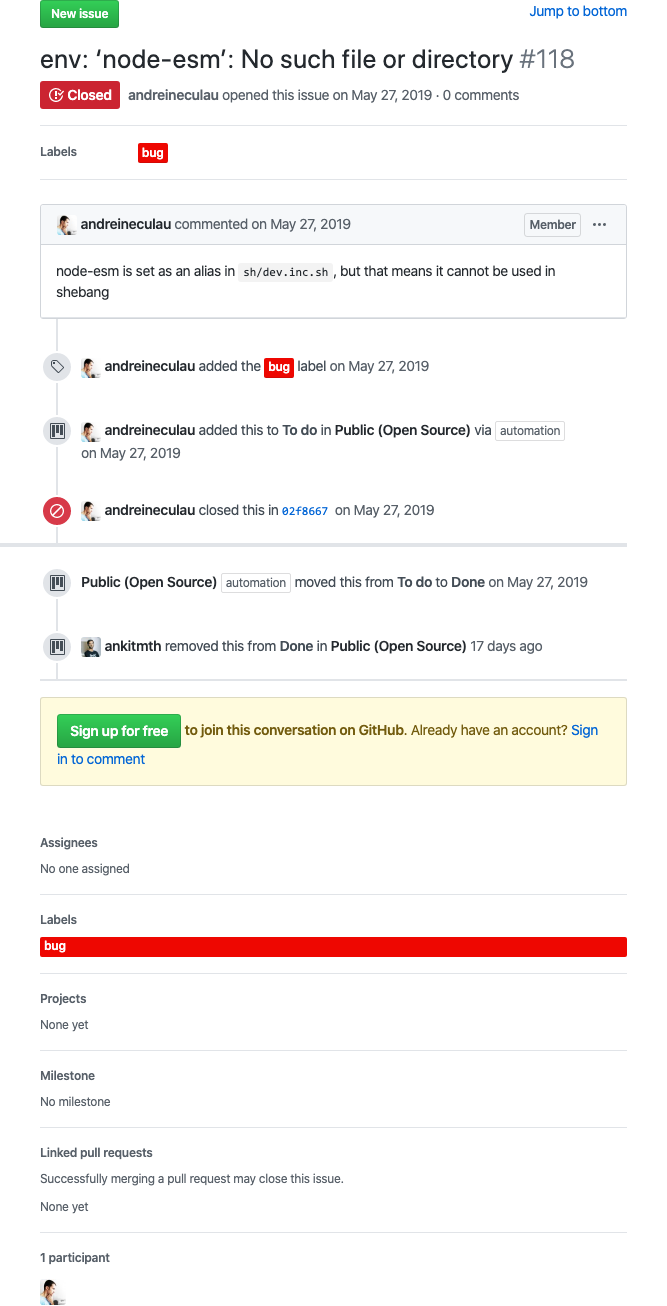 New issue
Jump to bottom
env: ‘node-esm’: No such file or directory #118
Closed andreineculau opened this issue on May 27, 2019 · 0 comments
Labels bug
andreineculau commented on May 27, 2019 Member
node-esm is set as an alias in sh/dev.inc.sh, but that means it cannot be used in
shebang
andreineculau added the bug label on May 27, 2019
andreineculau added this to To do in Public (Open Source) via automation
on May 27, 2019
andreineculau closed this in 02f8667 on May 27, 2019
Public (Open Source) automation moved this from To do to Done on May 27, 2019
ankitmth removed this from Done in Public (Open Source) 17 days ago
Sign up for free to join this conversation on GitHub. Already have an account? Sign
in to comment
Assignees
No one assigned
Labels
bug
Projects
None yet
Milestone
No milestone
Linked pull requests
Successfully merging a pull request may close this issue.
None yet
1 participant